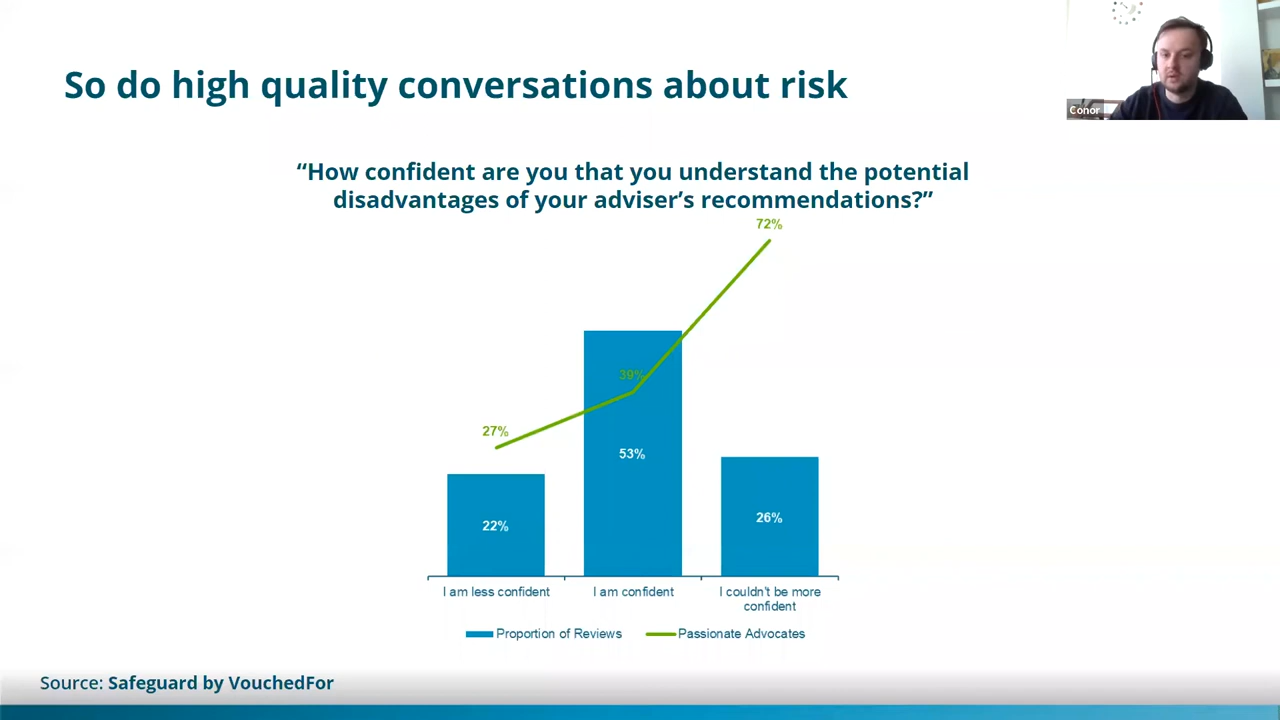 So do high quality conversations about risk
Conor
“How confident are you that you understand the potential
disadvantages of your adviser’s recommendations?”
72%
39%
27%
53%
26%
22%
I am less confident
I am confident
I couldn't be more
confident
Proportion of Reviews
Passionate Advocates
Source: Safeguard by VouchedFor